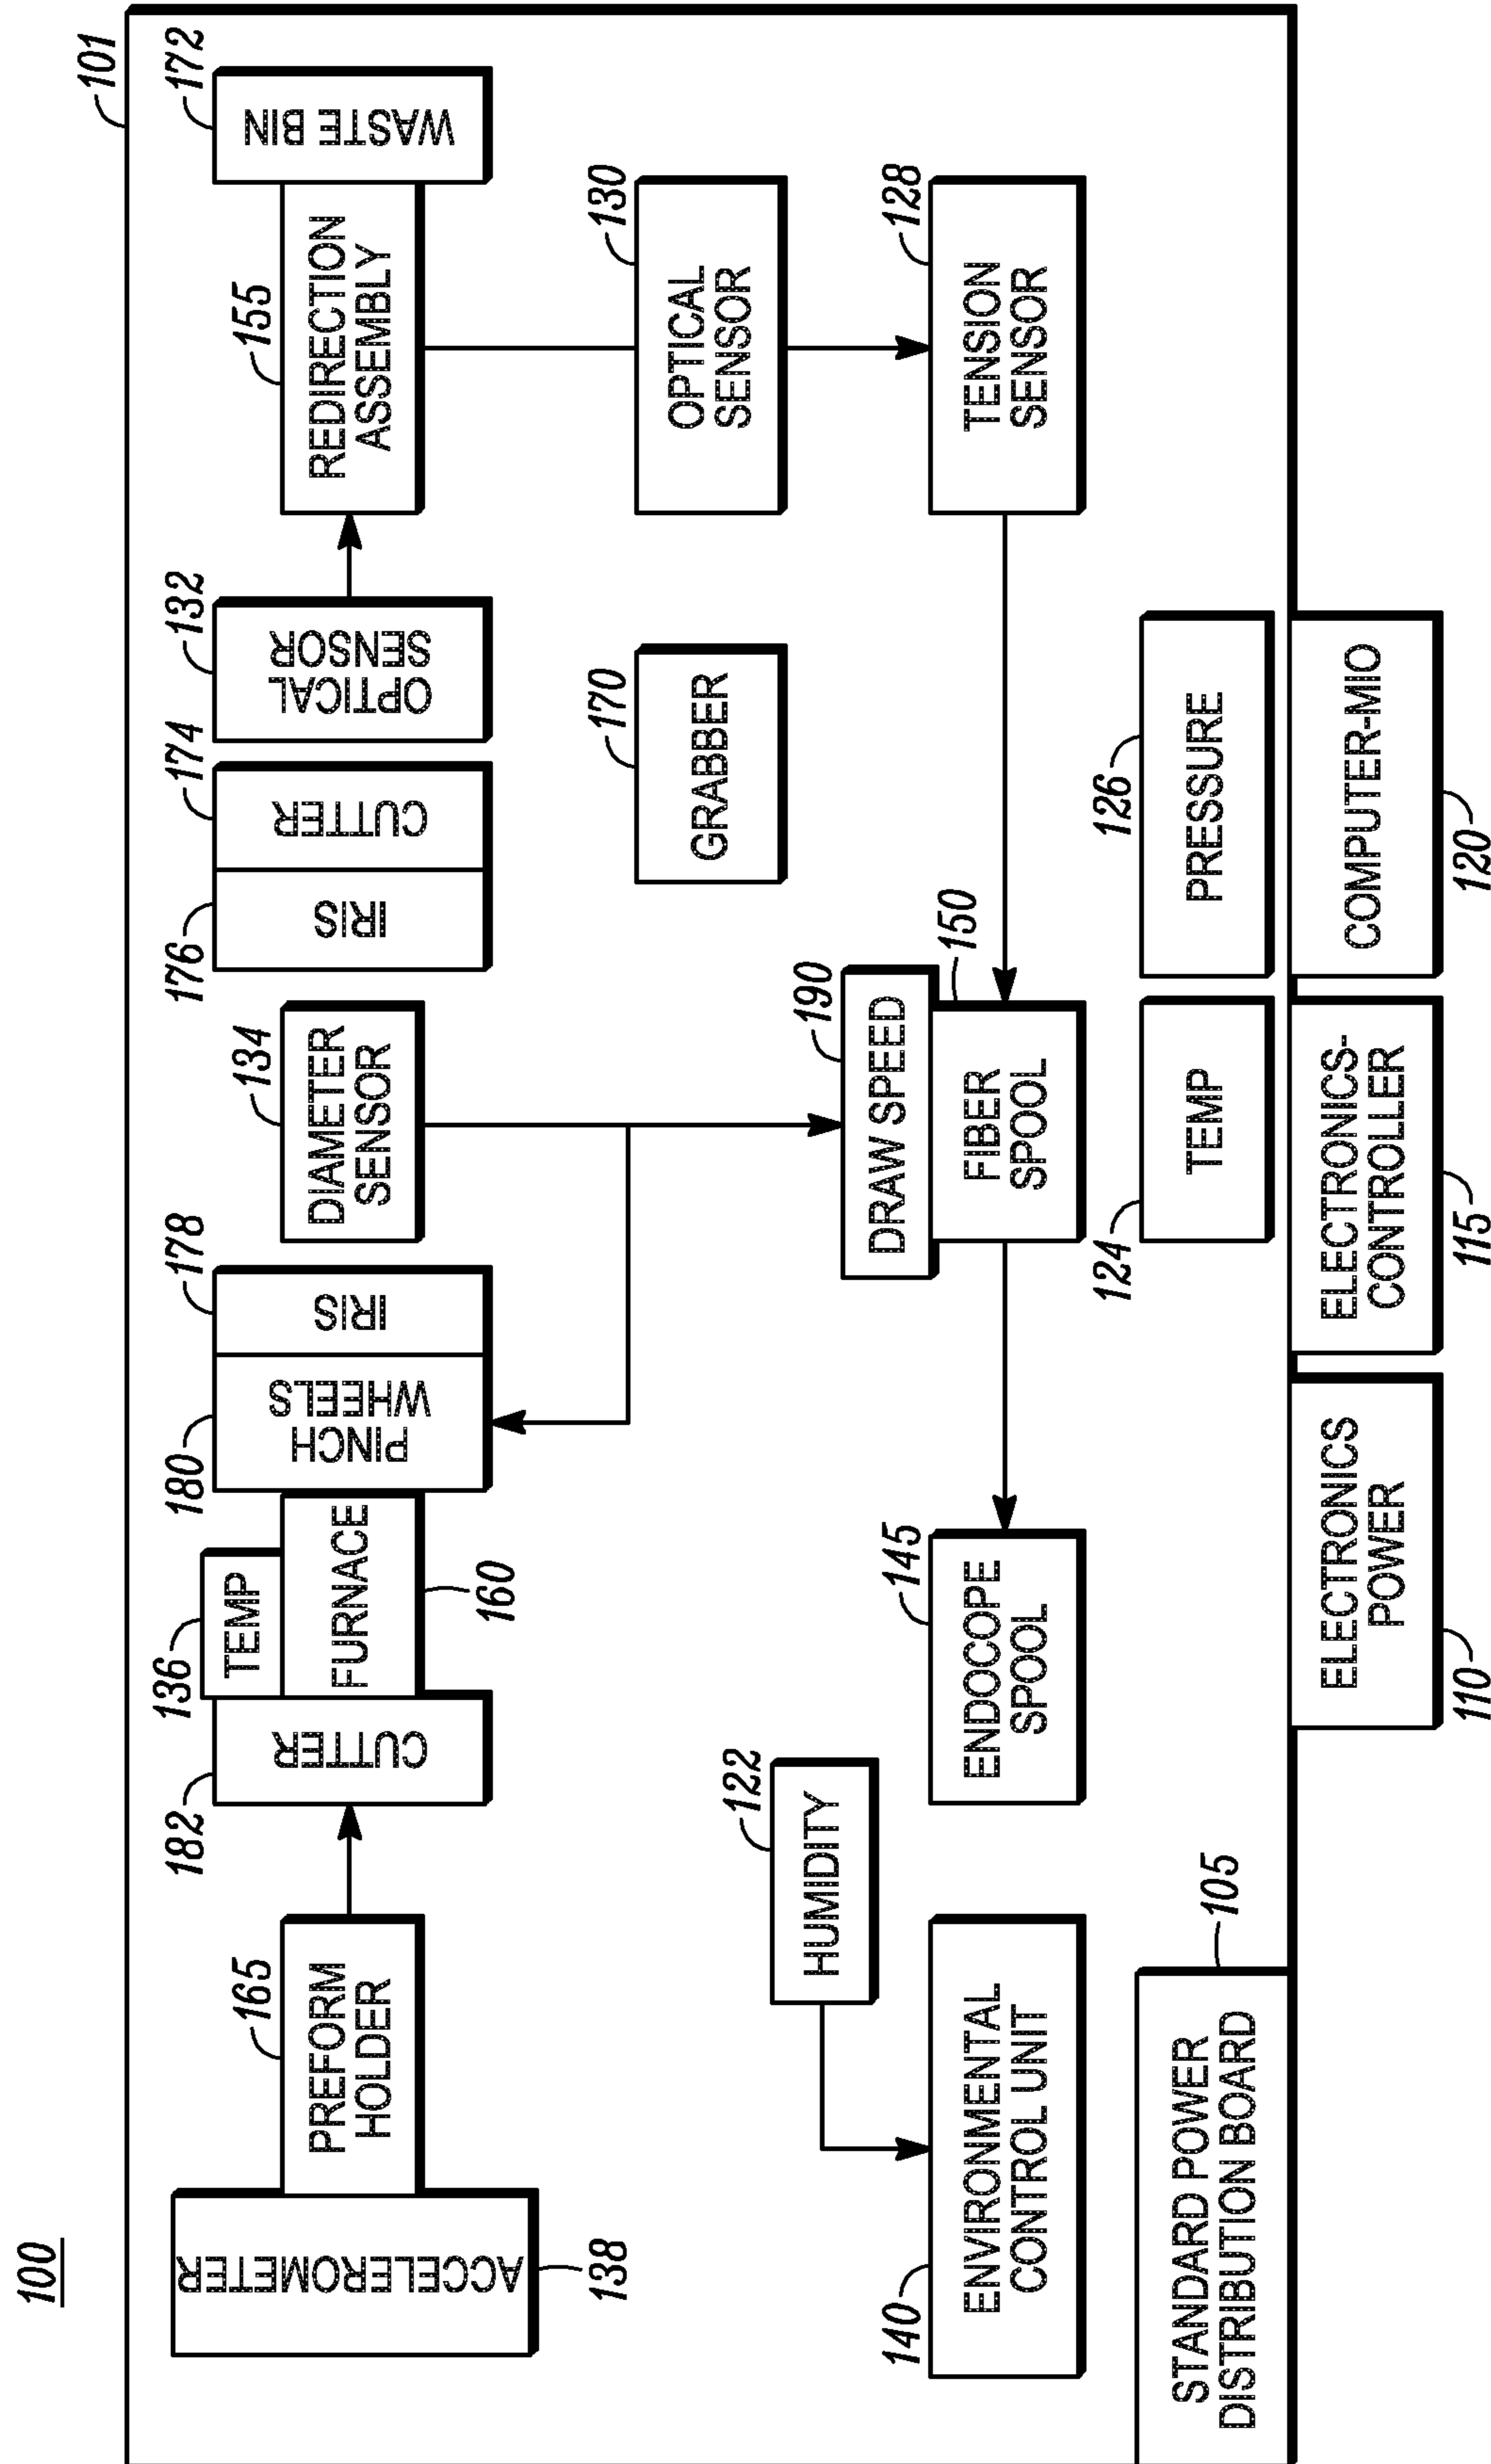 100
101
ACCELEROMETER
138
PREFORM
HOLDER
165
CUTTER
182
TEMP
136
FURNACE
160
PINCH
WHEELS
180
IRIS
178
DIAMETER
SENSOR
134
IRIS
176
CUTTER
174
OPTICAL
SENSOR
132
REDIRECTION
ASSEMBLY
155
WASTE BIN
172
GRABBER
170
OPTICAL
SENSOR
130
HUMIDITY
122
ENVIRONMENTAL
CONTROL UNIT
140
ENDOCOPE
SPOOL
145
DRAW SPEED
190
FIBER
SPOOL
150
TENSION
SENSOR
128
STANDARD POWER
DISTRIBUTION BOARD
105
TEMP
124
PRESSURE
126
ELECTRONICS
POWER
110
ELECTRONICS-
CONTROLLER
115
COMPUTER-MIO
120